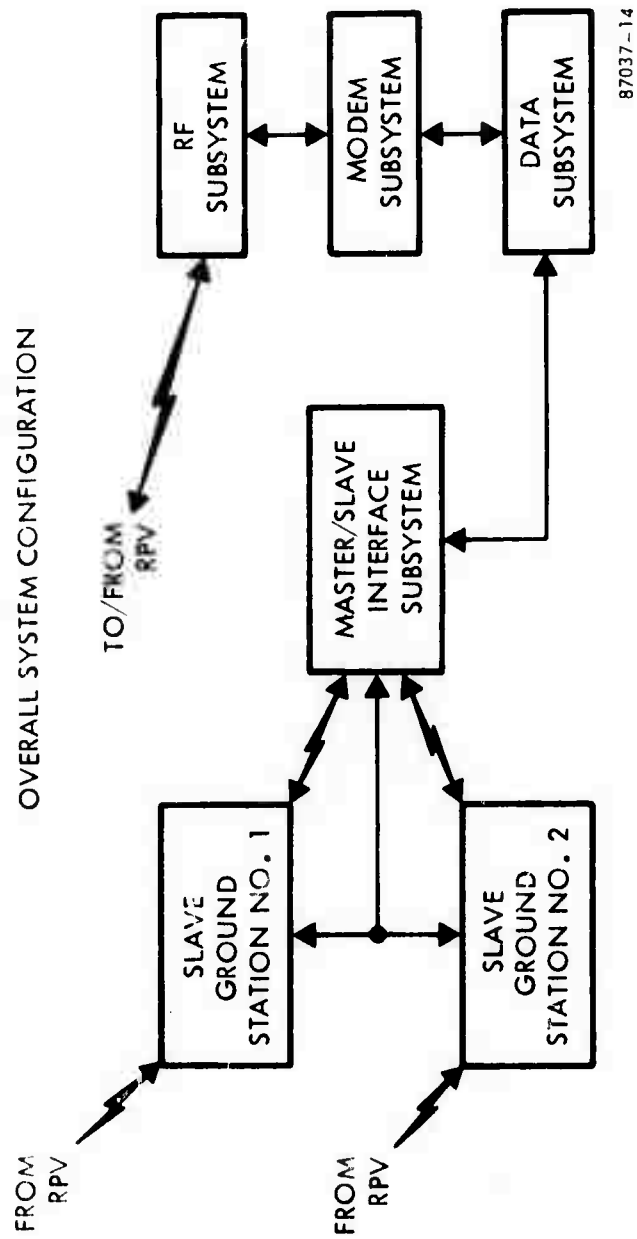 OVERALL SYSTEM CONFIGURATION
TO/FROM
RPV
RF
SUBSYSTEM
MODEM
SUBSYSTEM
DATA
SUBSYSTEM
MASTER/SLAVE
INTERFACE
SUBSYSTEM
FROM
RPV
SLAVE
GROUND
STATION NO. 1
FROM
RPV
SLAVE
GROUND
STATION NO. 2
87037-14